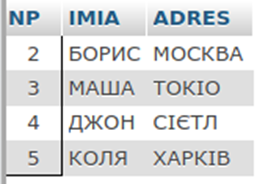 NP IMIA ADRES
2 БОРИС МОСКВА
3 МАША ТОКІО
4 ДЖОН СІЄТЛ
5 КОЛЯ ХАРКІВ